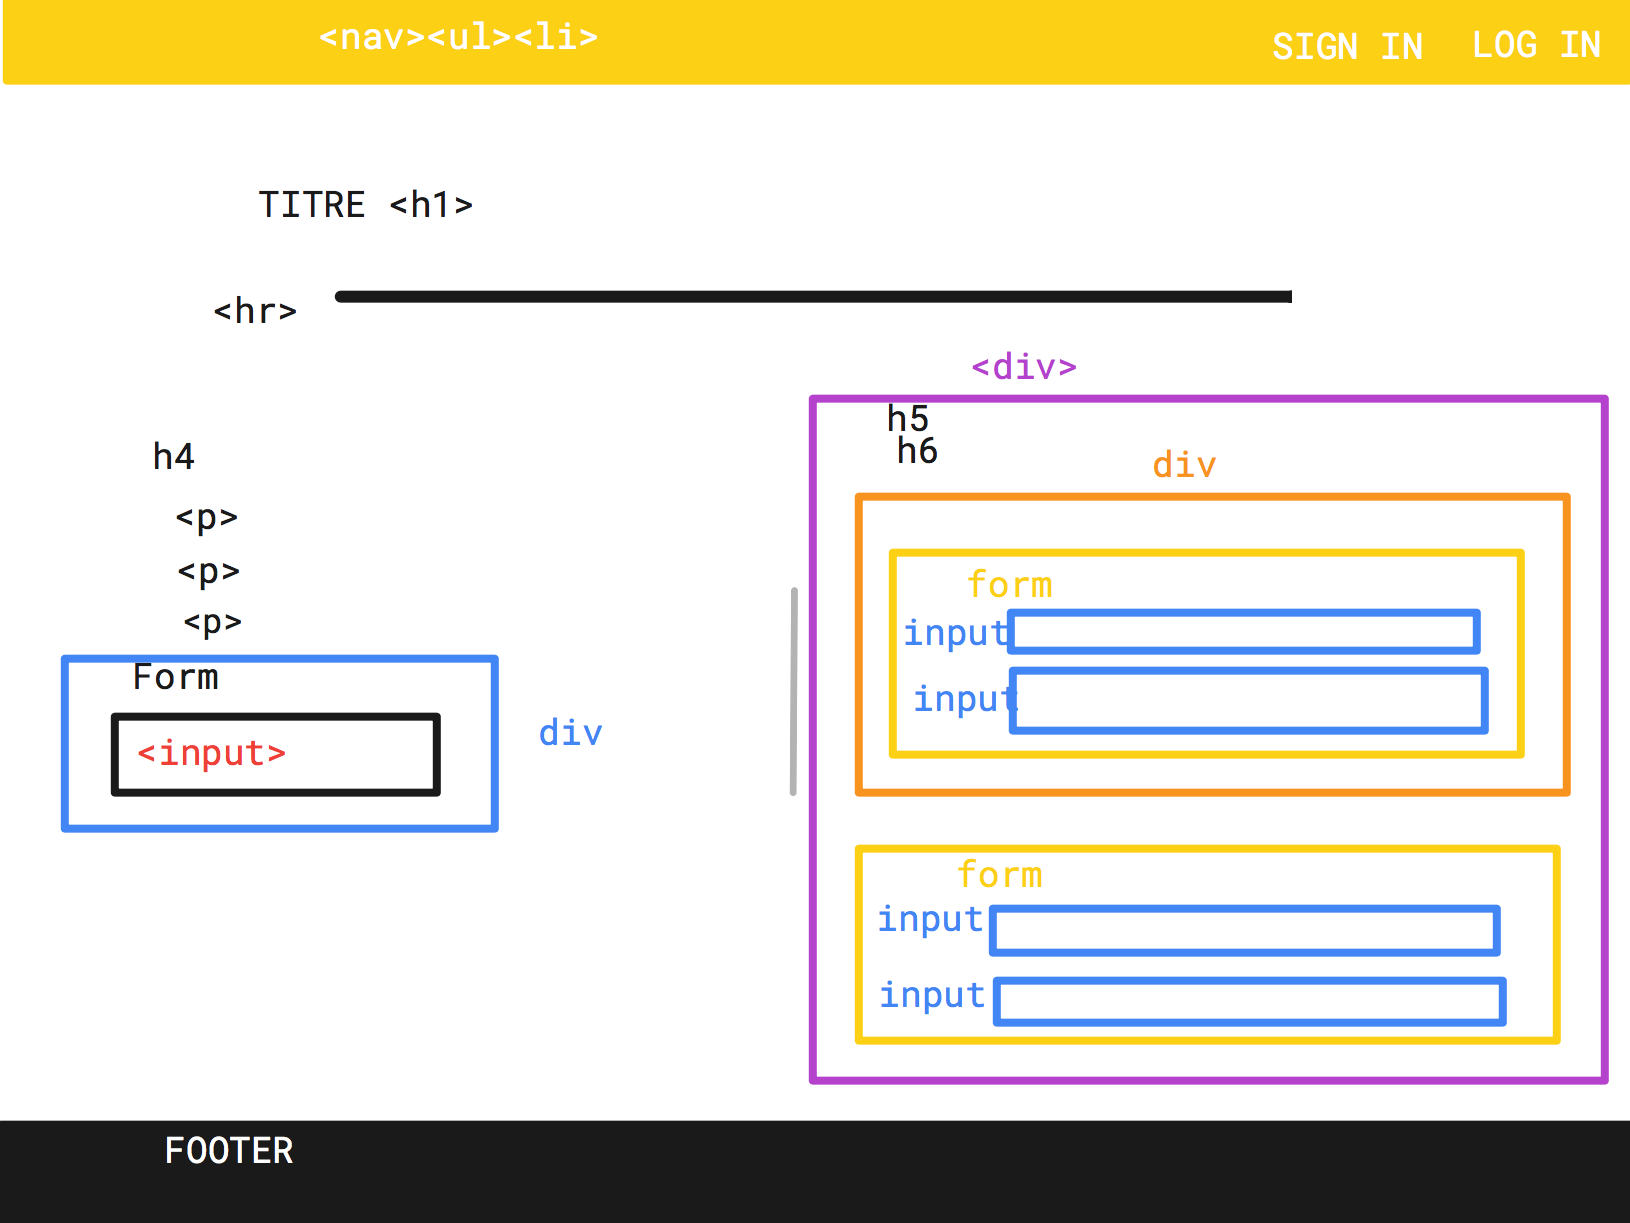 <nav><ul><li>
SIGN IN
LOG IN
TITRE <h1>
<hr>
h4
<p>
<p>
<p>
Form
<input>
div
<div>
h5
h6
div
form
input
input
form
input
input
FOOTER